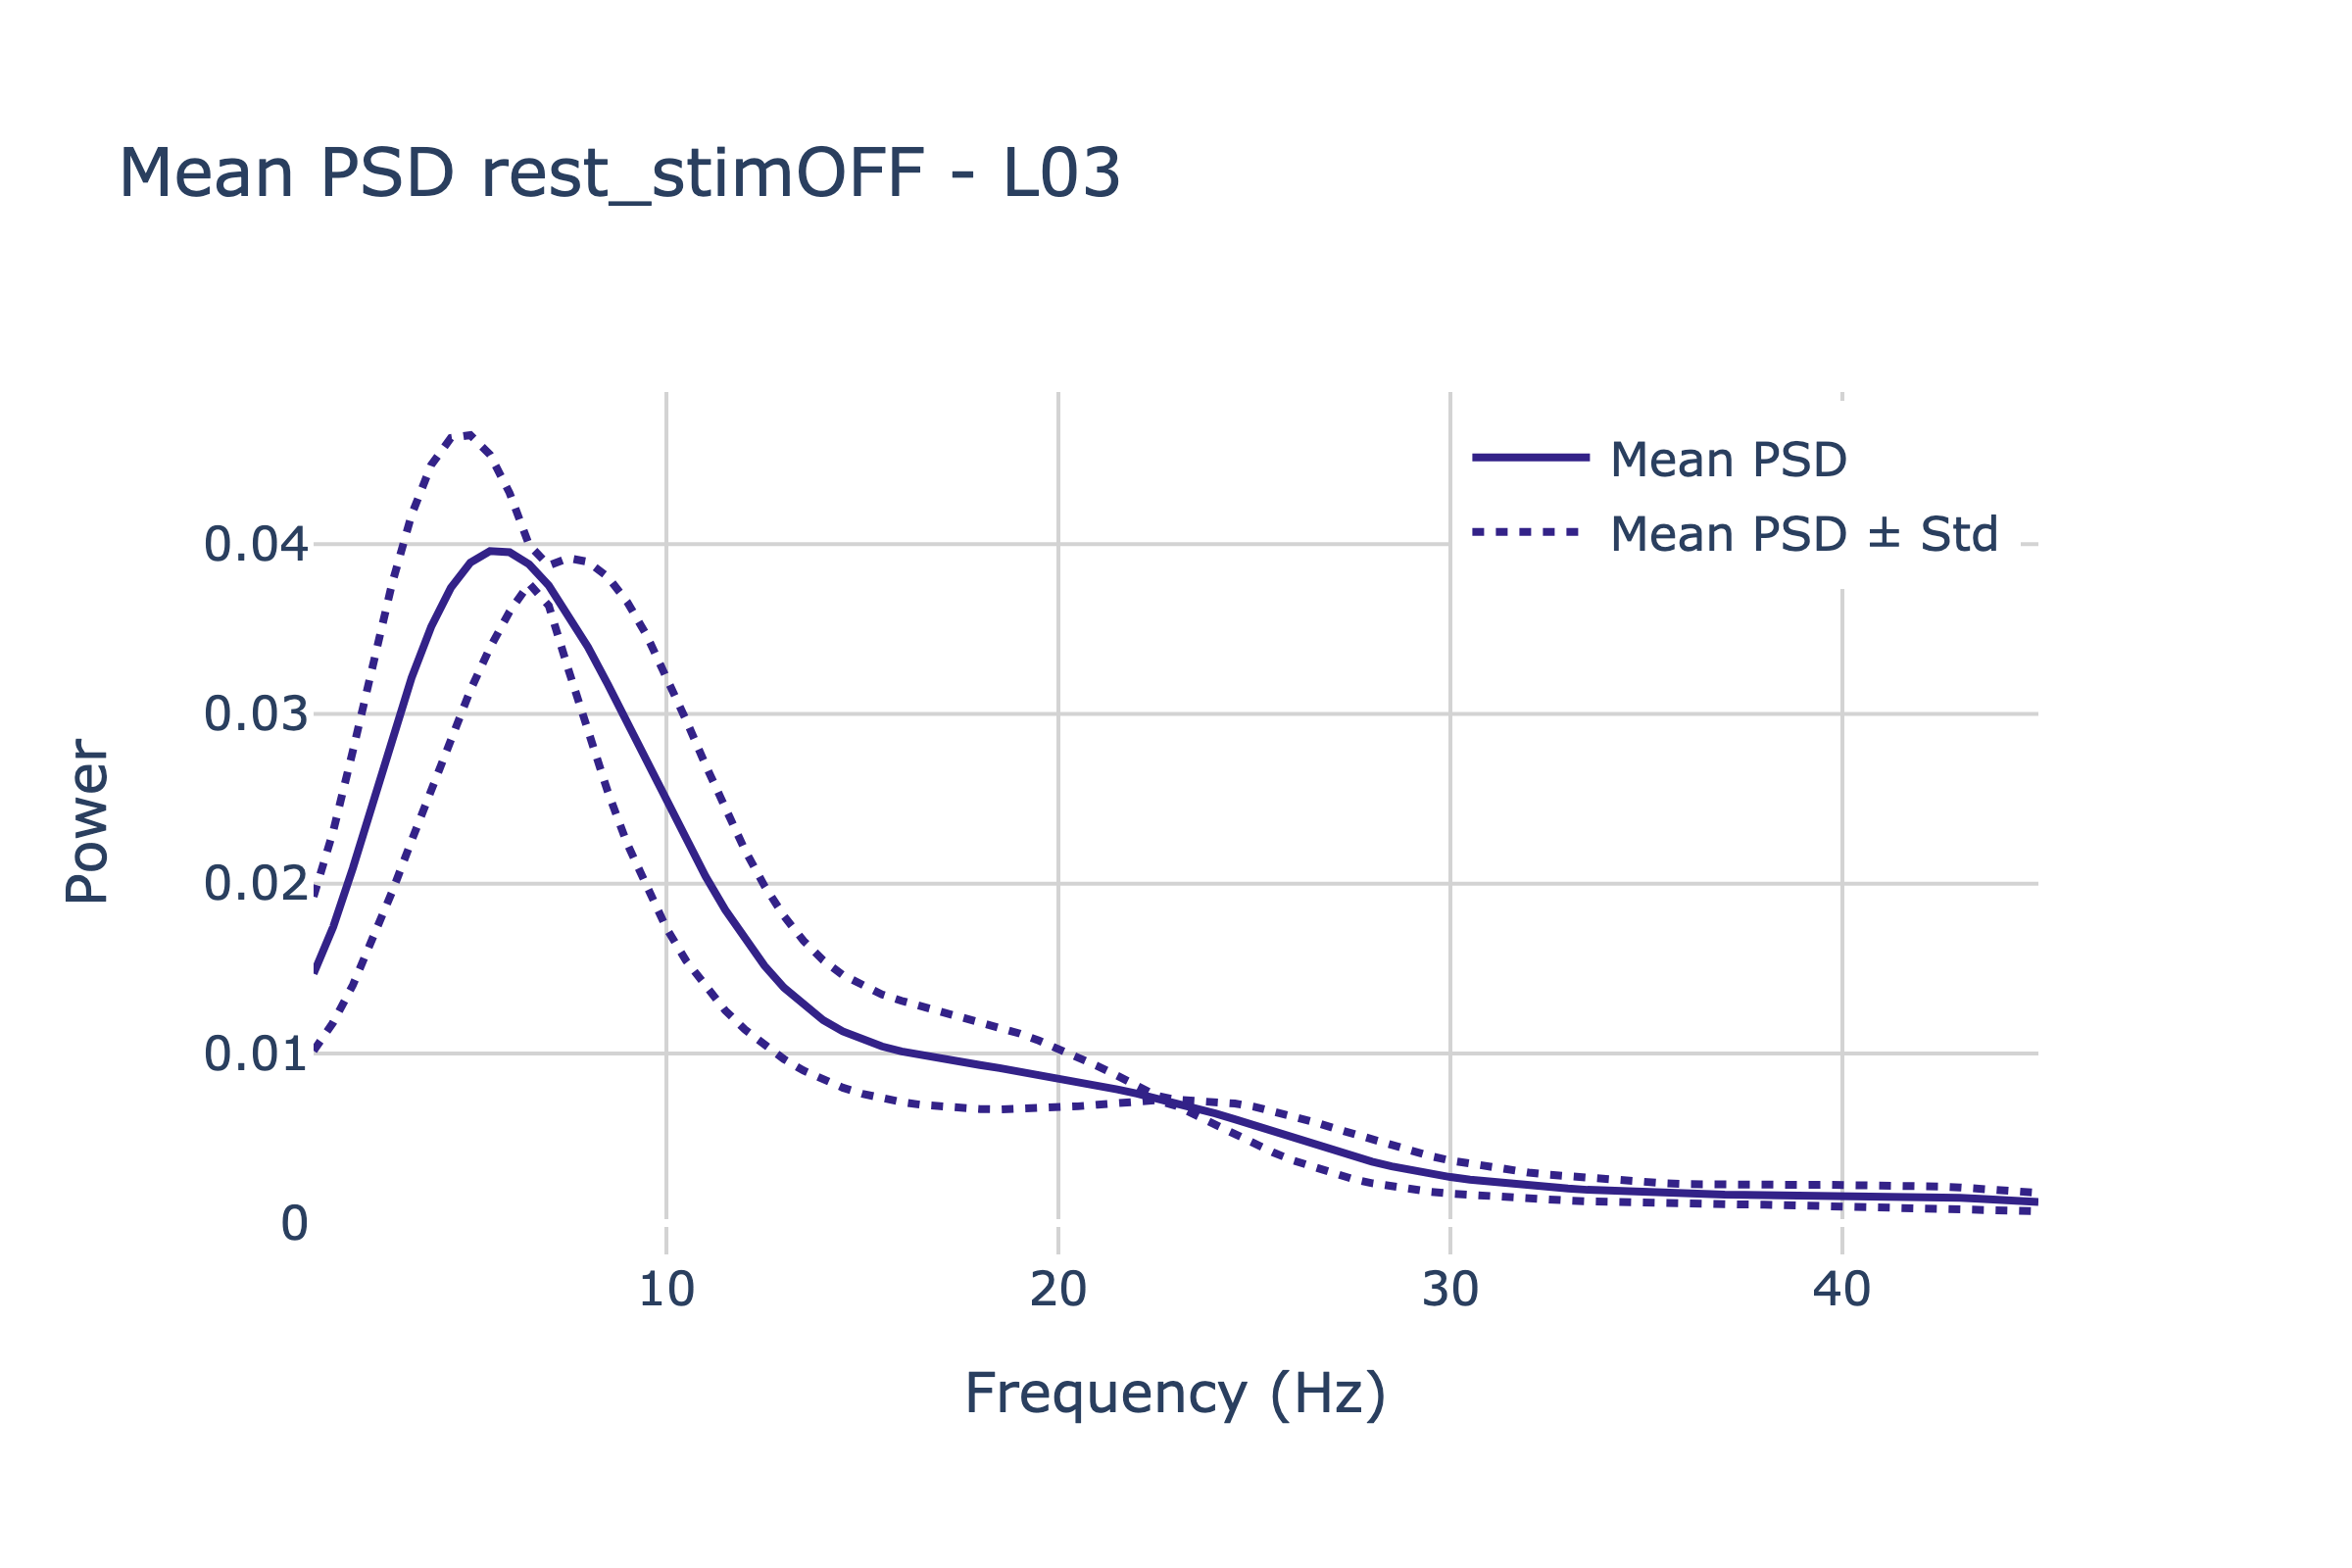 Mean PSD rest_stimOFF - L03
Mean PSD
Mean PSD ± Std
0.04
0.03
0.02
0.01
0
Power
10
20
30
40
Frequency (Hz)